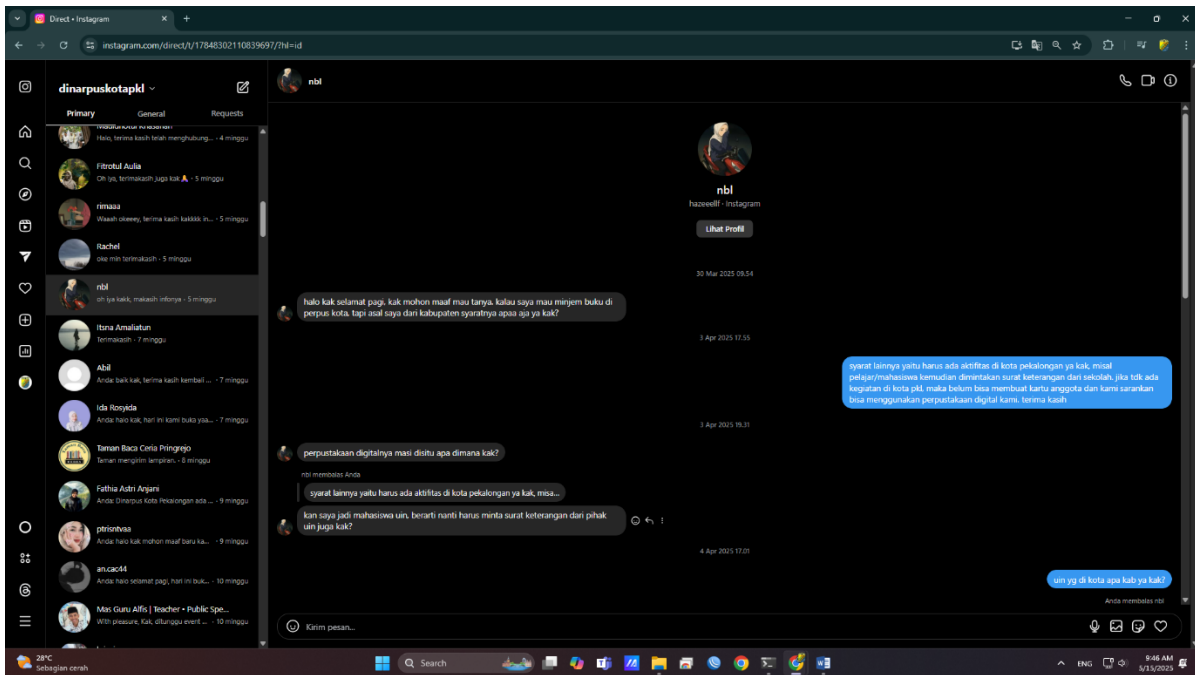 Direct • Instagram
instagram.com/direct/t/17848302110839697/?hl=id
dinarpuskotapkl
Primary
General
Requests
Halo, terima kasih telah menghubung... · 4 minggu
Fitrotul Aulia
Oh iya, terimakasih juga kak🙏 · 5 minggu
rimaaa
Waaah okeeey, terima kasih kakkkk in... · 5 minggu
Rachel
oke min terimakasih · 5 minggu
nbl
oh iya kakk, makasih infonya · 5 minggu
Itsna Amaliatun
Terimakasih · 7 minggu
Abil
Anda: baik kak, terima kasih kembali ... · 7 minggu
Ida Rosyida
Anda: halo kak, hari ini kami buka yaa... · 7 minggu
Taman Baca Ceria Pringrejo
Taman mengirim lampiran. · 8 minggu
Fathia Astri Anjani
Anda: Dinarpus Kota Pekalongan ada ... · 9 minggu
ptrisntvaa
Anda: halo kak mohon maaf baru ka... · 9 minggu
an.cac44
Anda: halo selamat pagi, hari ini buk... · 10 minggu
Mas Guru Alfis | Teacher • Public Spe...
With pleasure, Kak, ditunggu event ... · 10 minggu
nbl
nbl
hazeeellf · Instagram
Lihat Profil
30 Mar 2025 09.54
halo kak selamat pagi, kak mohon maaf mau tanya. kalau saya mau minjem buku di
perpus kota. tapi asal saya dari kabupaten syaratnya apaa aja ya kak?
3 Apr 2025 17.55
syarat lainnya yaitu harus ada aktifitas di kota pekalongan ya kak, misal
pelajar/mahasiswa kemudian dimintakan surat keterangan dari sekolah. jika tdk ada
kegiatan di kota pkl, maka belum bisa membuat kartu anggota dan kami sarankan
bisa menggunakan perpustakaan digital kami. terima kasih
3 Apr 2025 19.31
perpustakaan digitalnya masi disitu apa dimana kak?
nbl membalas Anda
syarat lainnya yaitu harus ada aktifitas di kota pekalongan ya kak, misa...
kan saya jadi mahasiswa uin, berarti nanti harus minta surat keterangan dari pihak
uin juga kak?
4 Apr 2025 17.01
uin yg di kota apa kab ya kak?
Anda membalas nbl
Kirim pesan...
28°C
Sebagian cerah
Search
ENG
9:46 AM
5/15/2025